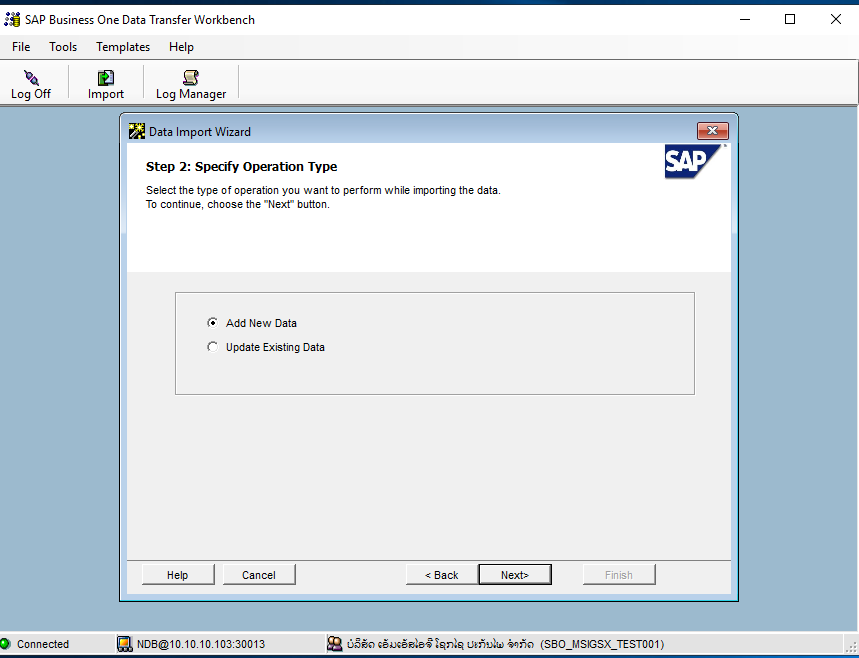 SAP Business One Data Transfer Workbench
File Tools Templates Help
Log Off Import Log Manager
Data Import Wizard
SAP
Step 2: Specify Operation Type
Select the type of operation you want to perform while importing the data.
To continue, choose the "Next" button.
Add New Data
Update Existing Data
Help Cancel < Back Next> Finish
Connected NDB@10.10.10.103:30013 ບໍລິສັດ ເອັມເອັສໄອຈີ ໂຊກໄຊ ປະກັນໄພ ຈຳກັດ (SBO_MSIGSX_TEST001)